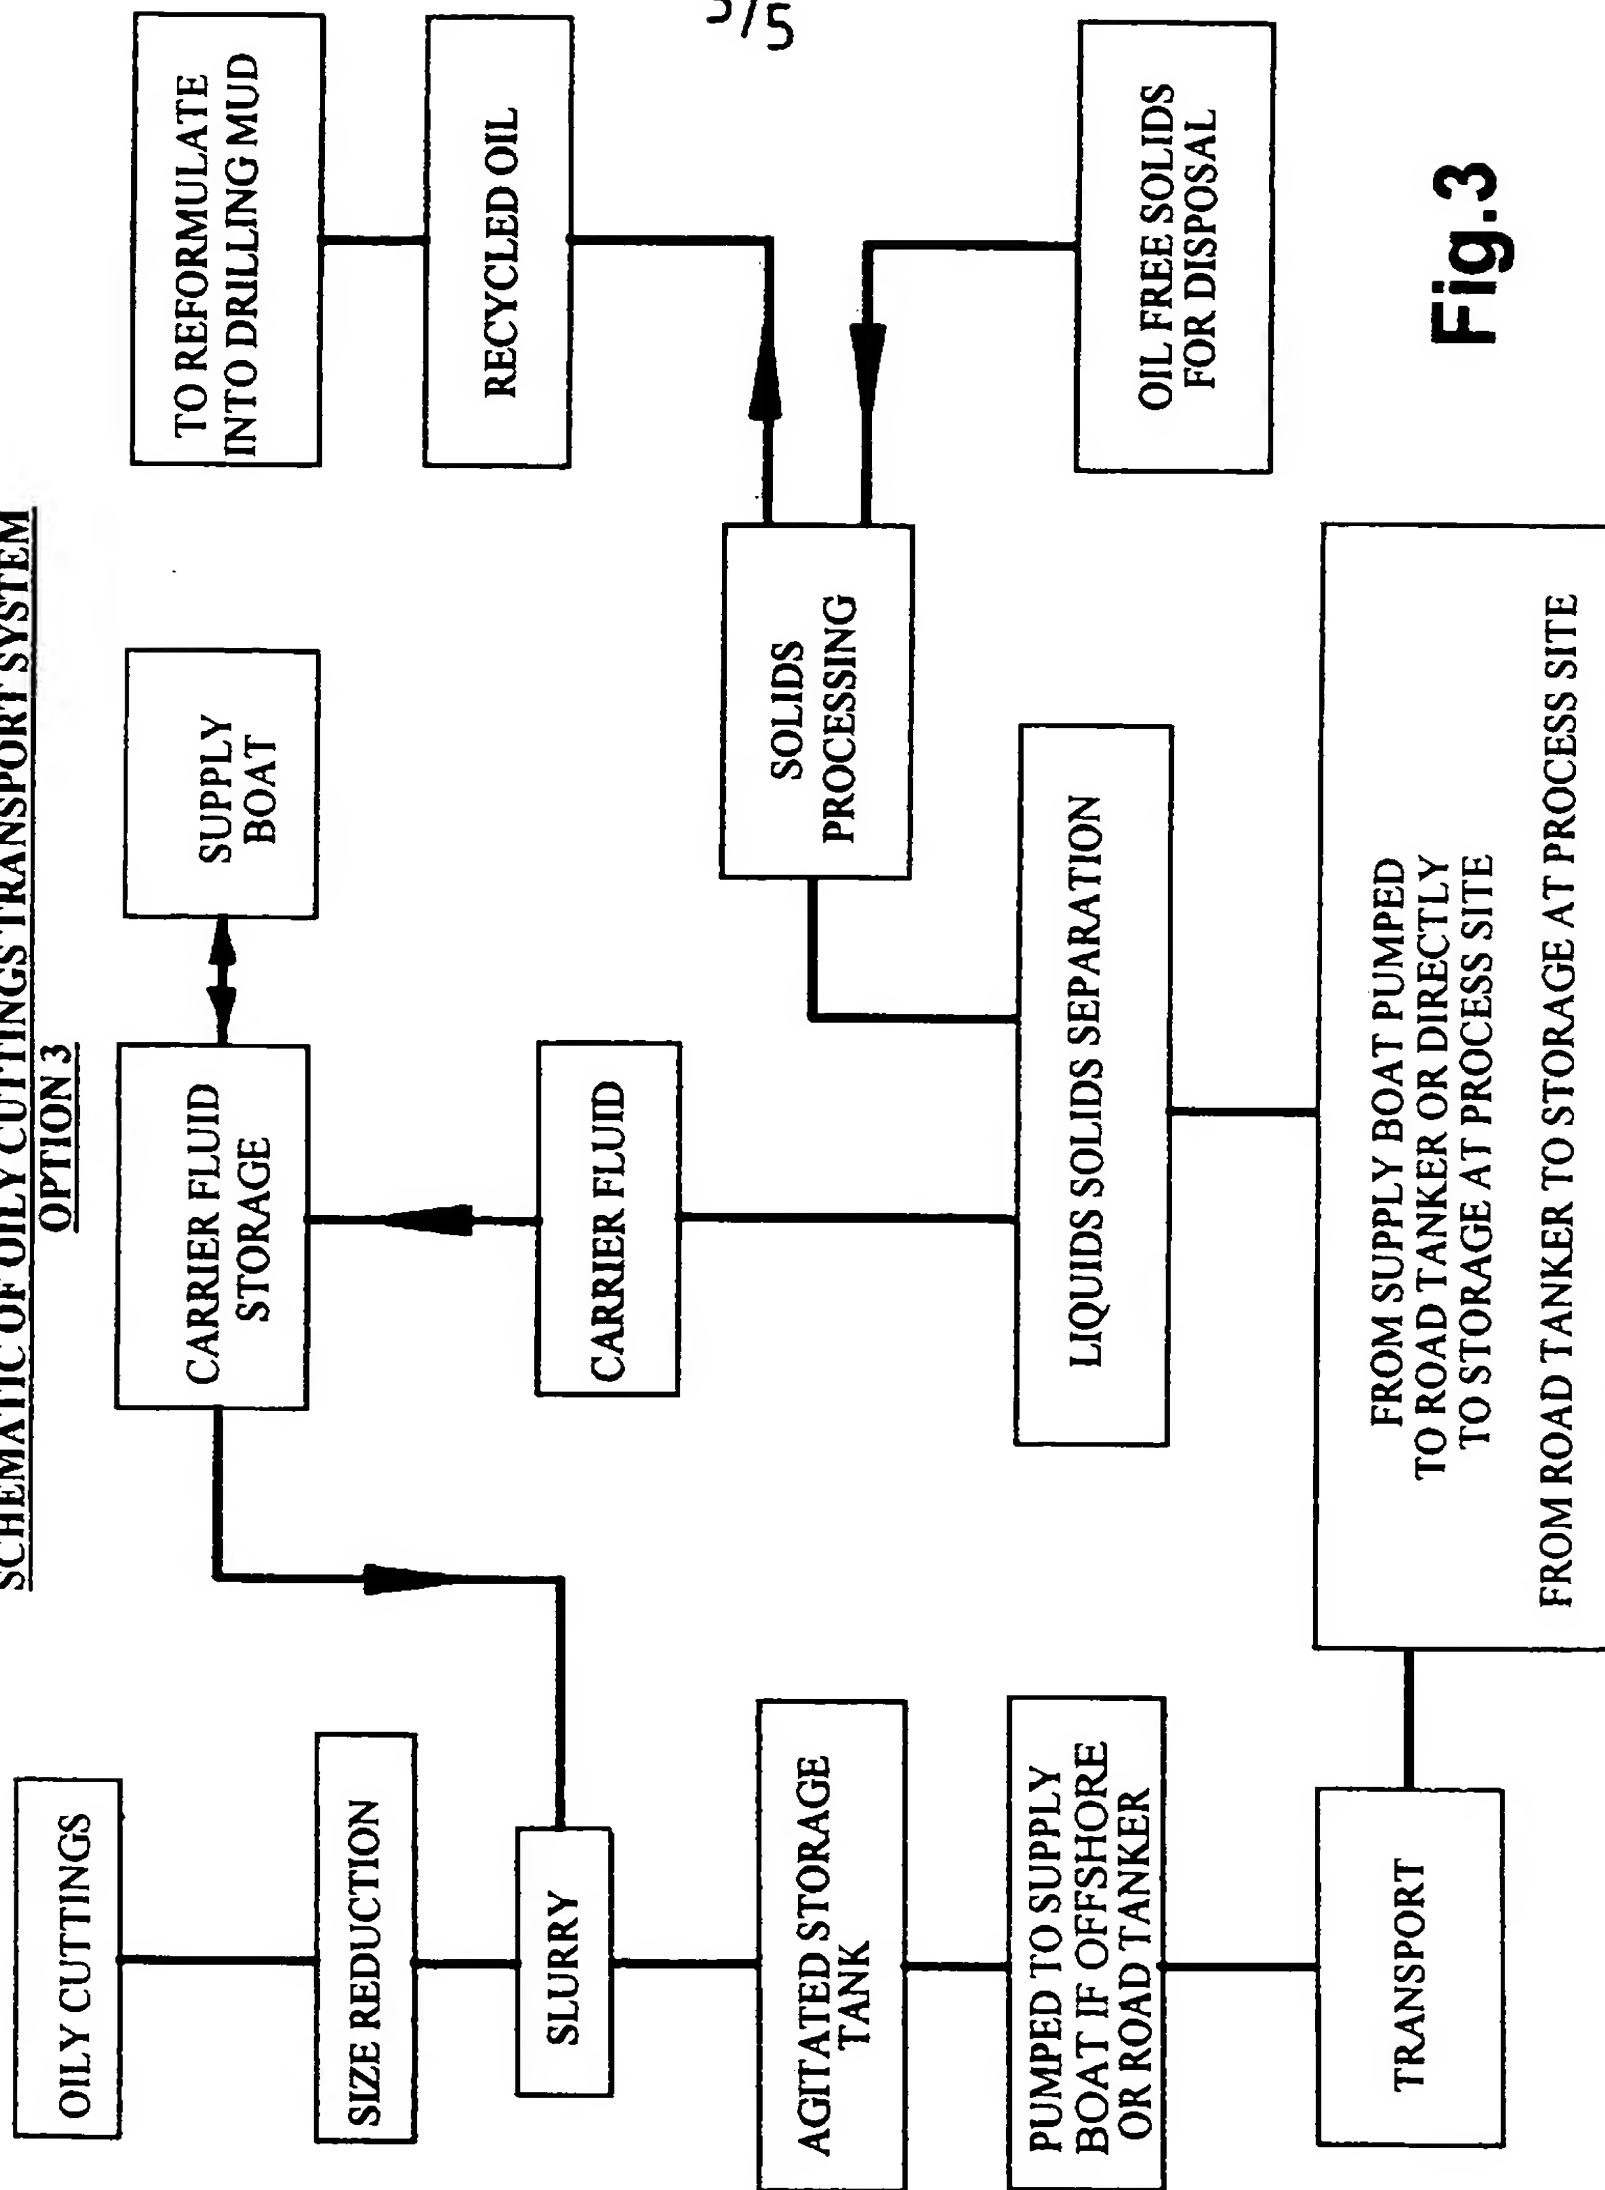 3/5
SCHEMATIC OF OILY CUTTINGS TRANSPORT SYSTEM
OPTION 3
OILY CUTTINGS
SIZE REDUCTION
SLURRY
AGITATED STORAGE
TANK
PUMPED TO SUPPLY
BOAT IF OFFSHORE
OR ROAD TANKER
TRANSPORT
CARRIER FLUID
STORAGE
SUPPLY
BOAT
CARRIER FLUID
LIQUIDS SOLIDS SEPARATION
FROM SUPPLY BOAT PUMPED
TO ROAD TANKER OR DIRECTLY
TO STORAGE AT PROCESS SITE
FROM ROAD TANKER TO STORAGE AT PROCESS SITE
SOLIDS
PROCESSING
TO REFORMULATE
INTO DRILLING MUD
RECYCLED OIL
OIL FREE SOLIDS
FOR DISPOSAL
Fig.3